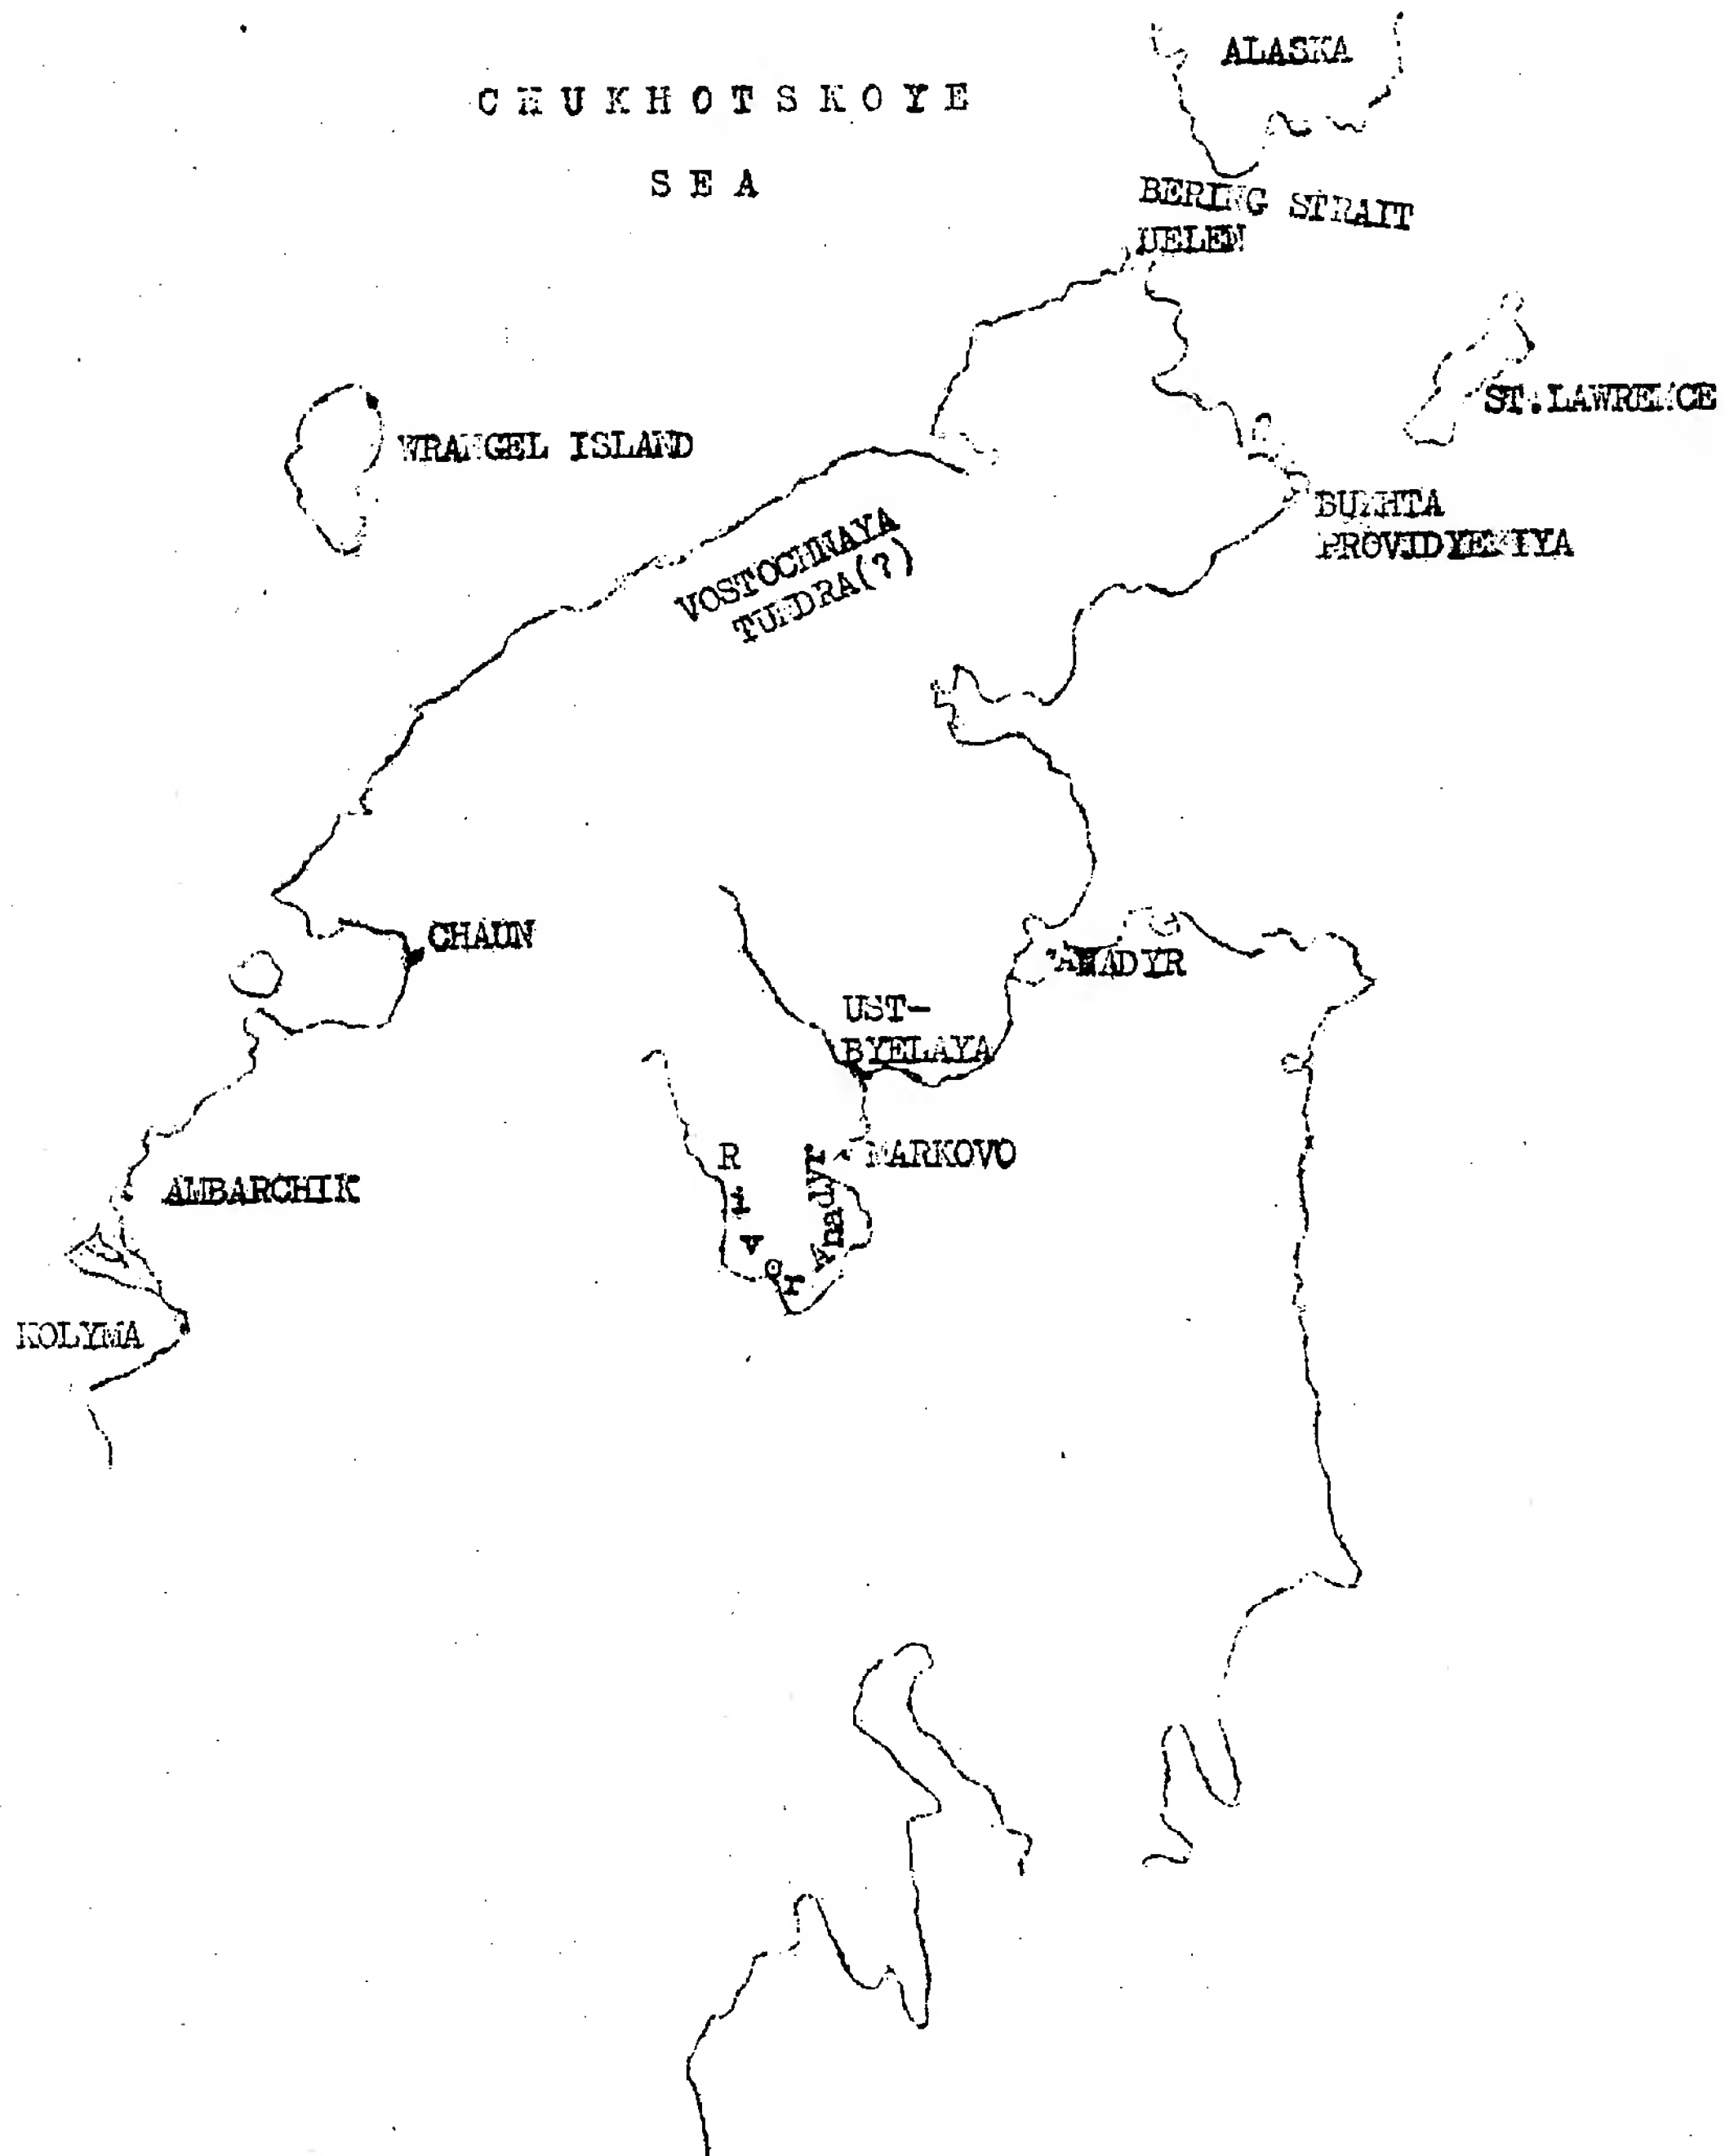 ALASKA
CHUKHOTSKOYE
SEA
BERING STRAIT
UELEN
ST.LAWRENCE
WRANGEL ISLAND
BUKHTA
PROVIDYENIYA
VOSTOCHNAYA
TUNDRA(?)
CHAUN
ANADYR
UST-
BYELAYA
MARKOVO
River
Anadyr
AMBARCHIK
KOLYMA